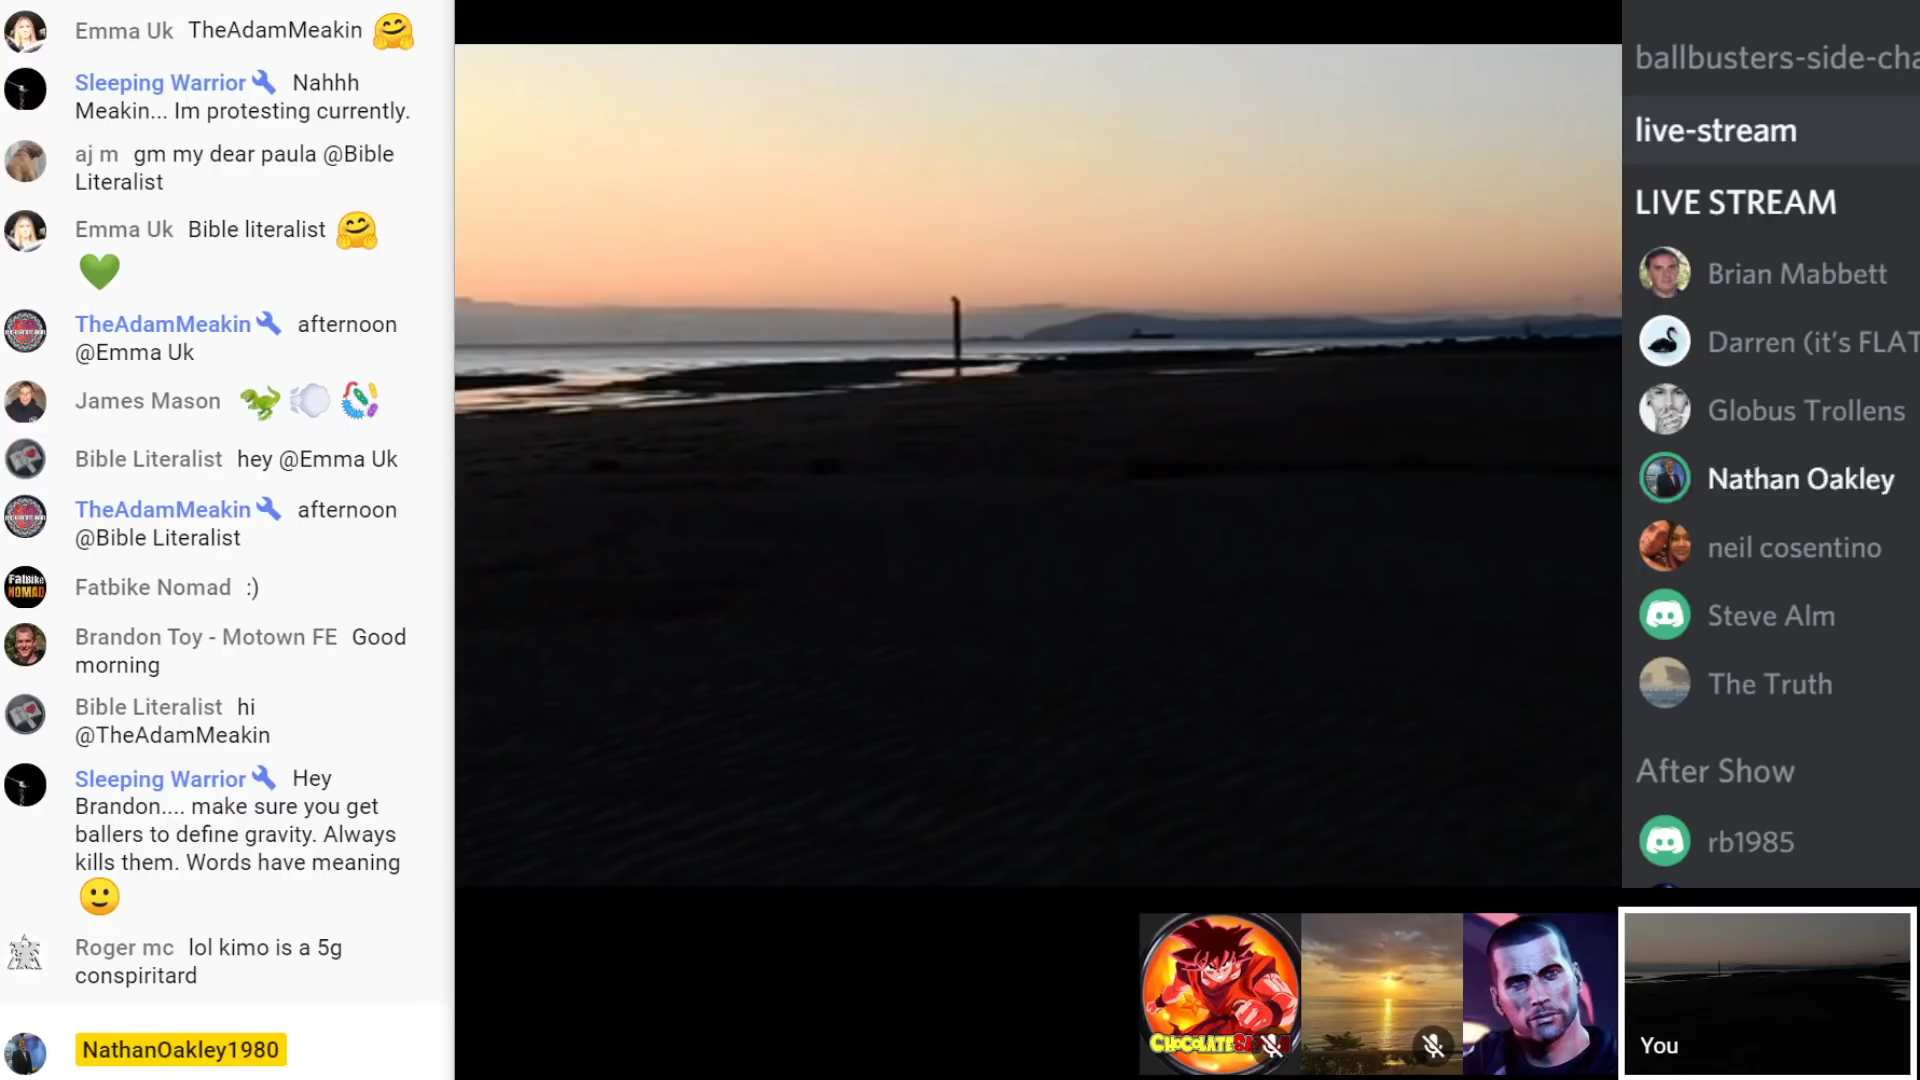 Emma Uk TheAdamMeakin 🤗
Sleeping Warrior Nahhh
Meakin... Im protesting currently.
aj m gm my dear paula @Bible
Literalist
Emma Uk Bible literalist 🤗
💚
TheAdamMeakin afternoon
@Emma Uk
James Mason 🦖 💨 🦠
Bible Literalist hey @Emma Uk
TheAdamMeakin afternoon
@Bible Literalist
FatBike
NOMAD
Fatbike Nomad :)
Brandon Toy - Motown FE Good
morning
Bible Literalist hi
@TheAdamMeakin
Sleeping Warrior Hey
Brandon.... make sure you get
ballers to define gravity. Always
kills them. Words have meaning
🙂
Roger mc lol kimo is a 5g
conspiritard
NathanOakley1980
ballbusters-side-cha
live-stream
LIVE STREAM
Brian Mabbett
Darren (it's FLAT
Globus Trollens
Nathan Oakley
neil cosentino
Steve Alm
The Truth
After Show
rb1985
CHOCOLATE
You